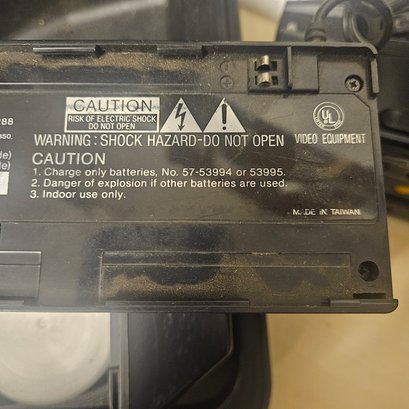 CAUTION
RISK OF ELECTRIC SHOCK
DO NOT OPEN
WARNING: SHOCK HAZARD-DO NOT OPEN
CAUTION
1. Charge only batteries, No. 57-53994 or 53995.
2. Danger of explosion if other batteries are used.
3. Indoor use only.
UL
VIDEO EQUIPMENT
MADE IN TAIWAN
288